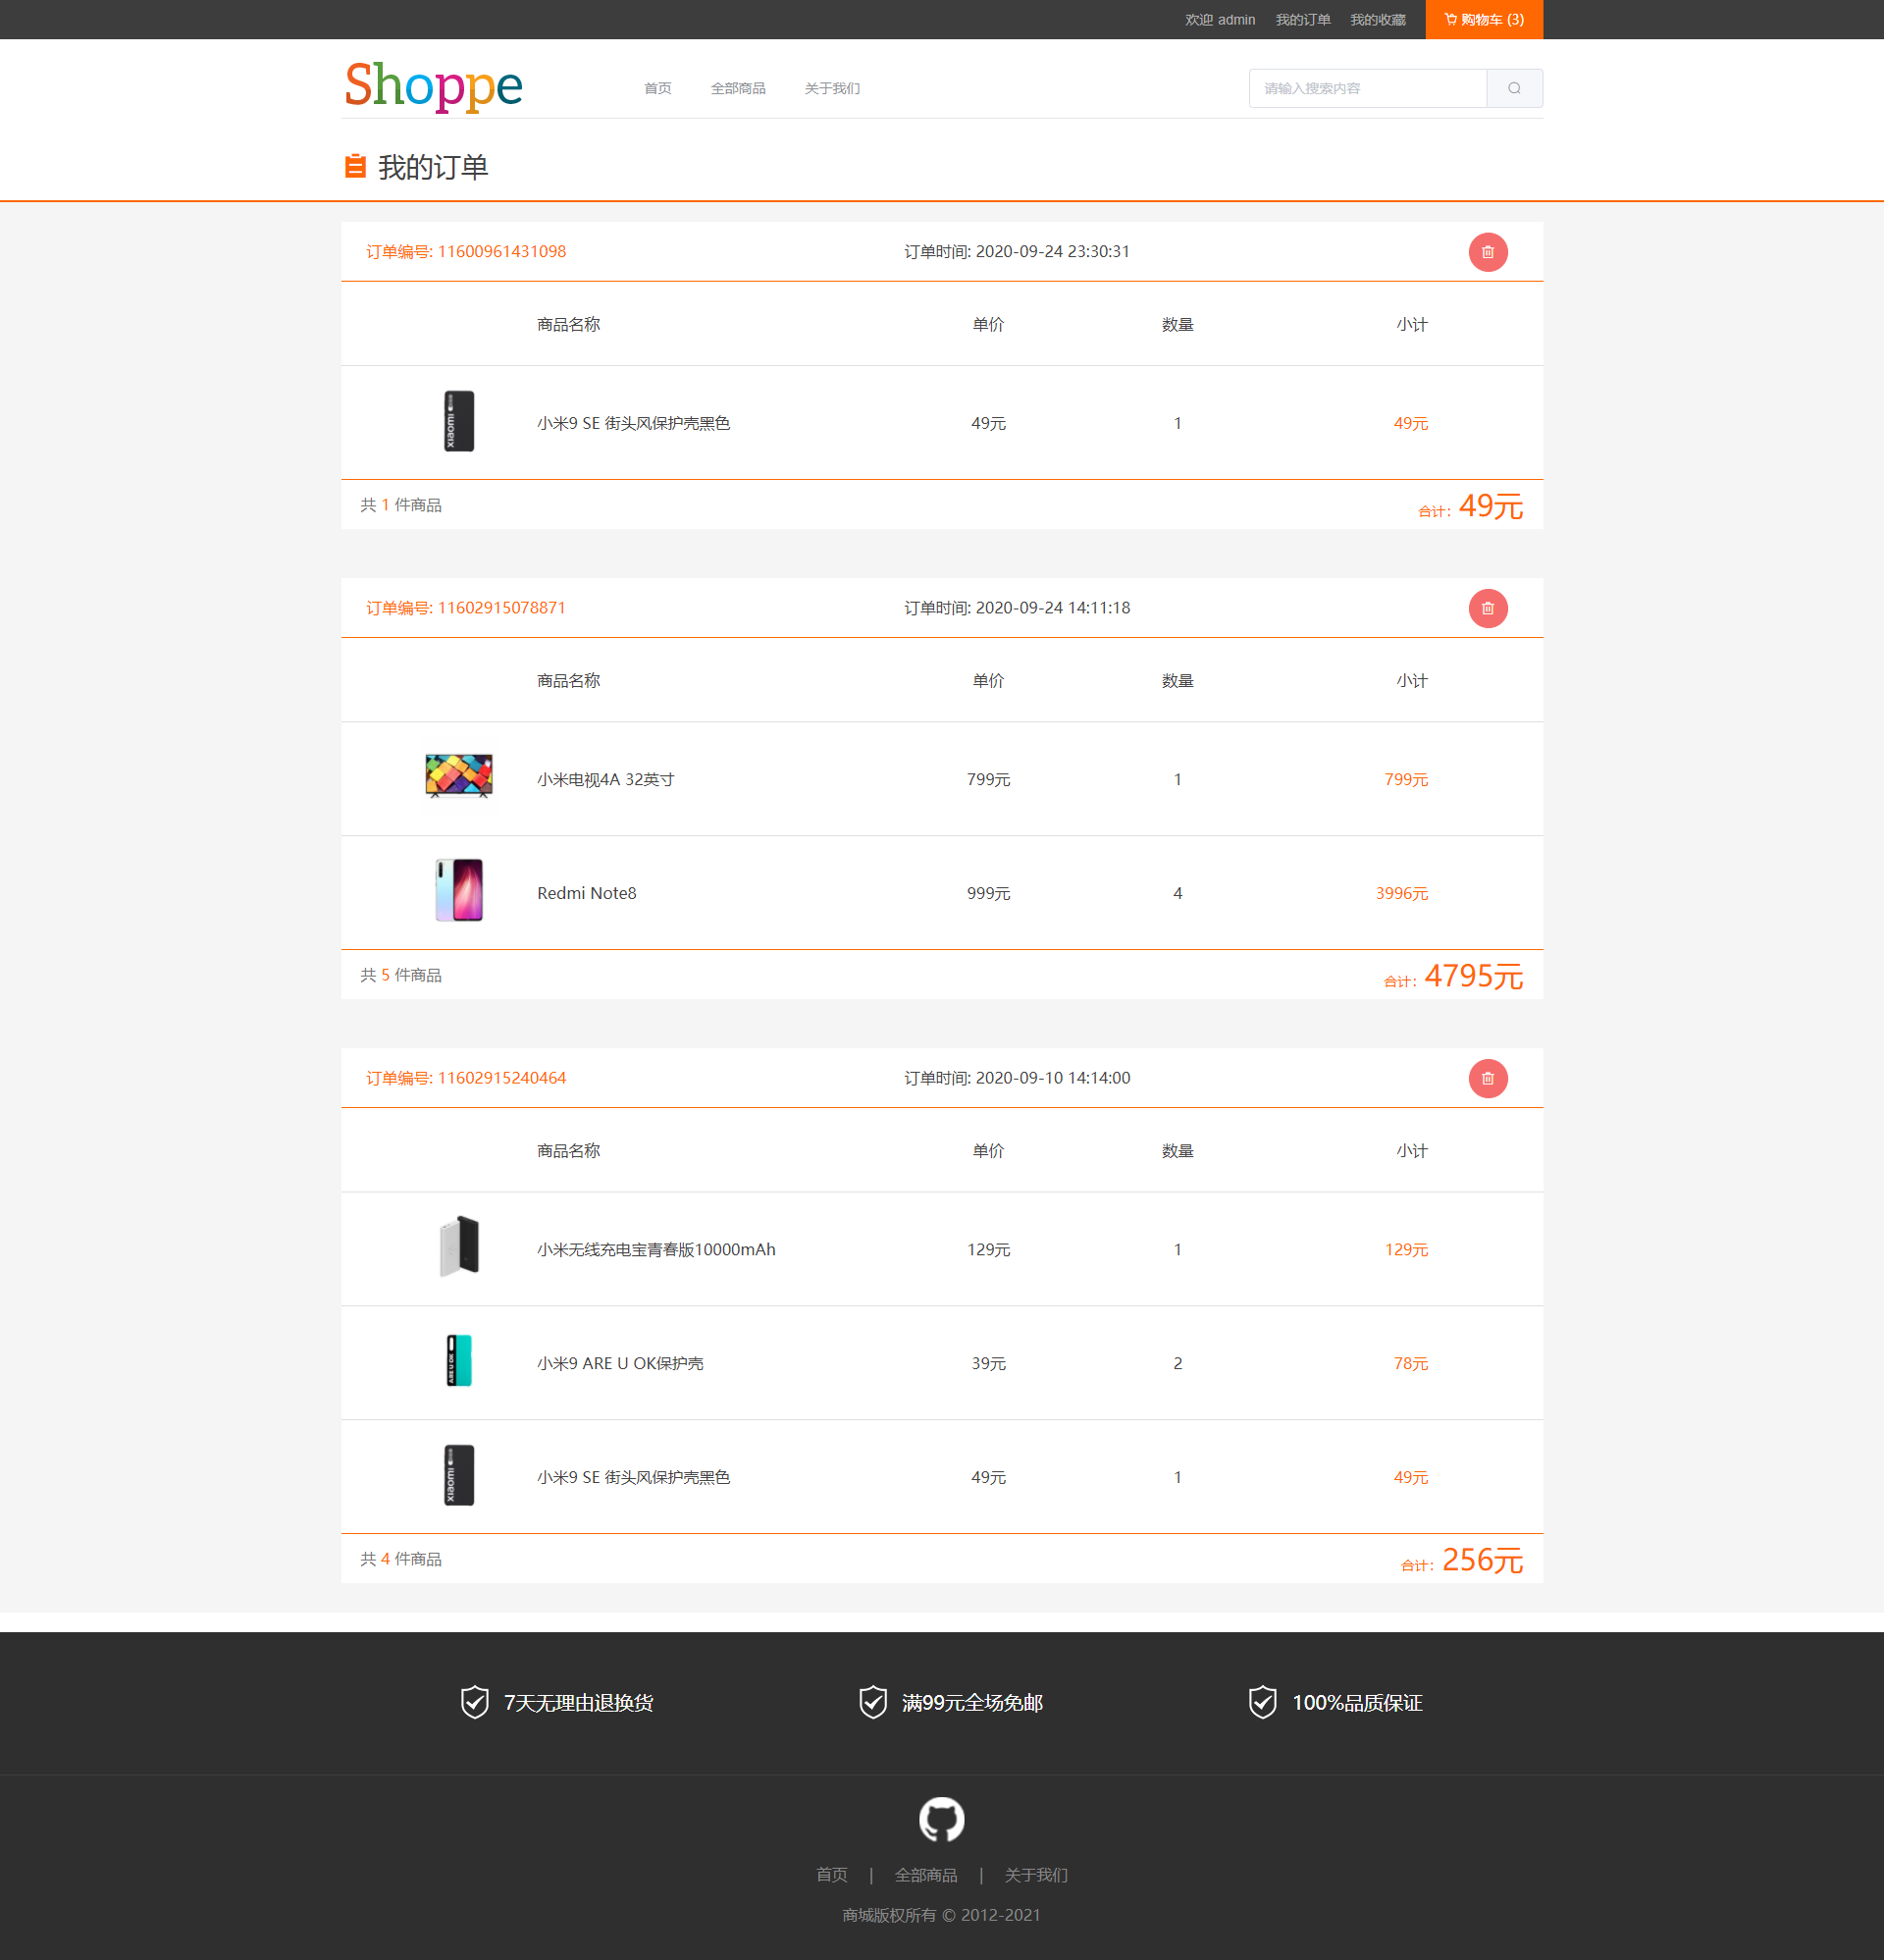 欢迎 admin 我的订单 我的收藏 购物车 (3)
Shoppe 首页 全部商品 关于我们 请输入搜索内容
我的订单
订单编号: 11600961431098 订单时间: 2020-09-24 23:30:31
商品名称 单价 数量 小计
xiaomi 小米9 SE 街头风保护壳黑色 49元 1 49元
共 1 件商品 合计: 49元
订单编号: 11602915078871 订单时间: 2020-09-24 14:11:18
商品名称 单价 数量 小计
小米电视4A 32英寸 799元 1 799元
Redmi Note8 999元 4 3996元
共 5 件商品 合计: 4795元
订单编号: 11602915240464 订单时间: 2020-09-10 14:14:00
商品名称 单价 数量 小计
小米无线充电宝青春版10000mAh 129元 1 129元
ARE U OK 小米9 ARE U OK保护壳 39元 2 78元
xiaomi 小米9 SE 街头风保护壳黑色 49元 1 49元
共 4 件商品 合计: 256元
7天无理由退换货 满99元全场免邮 100%品质保证
首页 | 全部商品 | 关于我们
商城版权所有 © 2012-2021